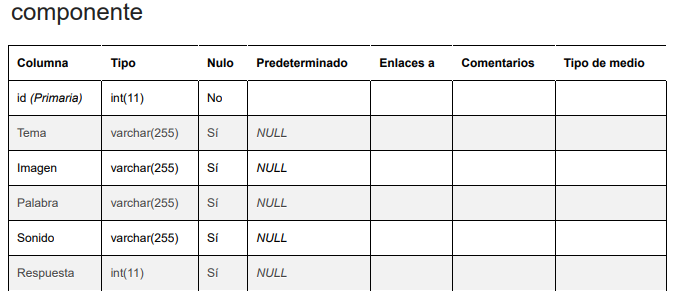 componente
Columna Tipo Nulo Predeterminado Enlaces a Comentarios Tipo de medio
id (Primaria) int(11) No
Tema varchar(255) Sí NULL
Imagen varchar(255) Sí NULL
Palabra varchar(255) Sí NULL
Sonido varchar(255) Sí NULL
Respuesta int(11) Sí NULL